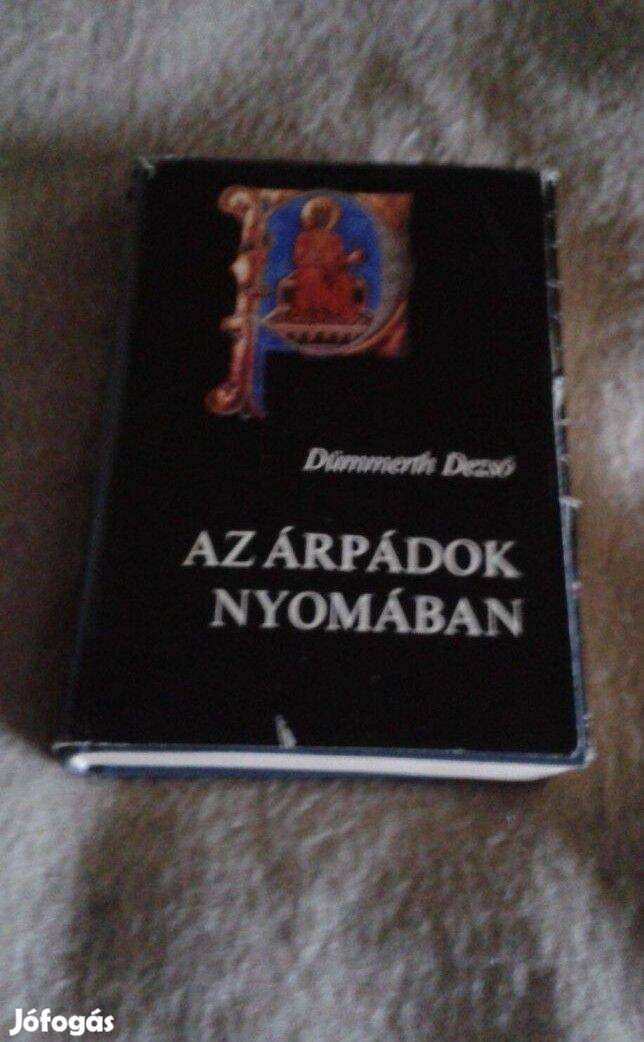 Dümmerth Dezső
AZ ÁRPÁDOK
NYOMÁBAN
Jófogás